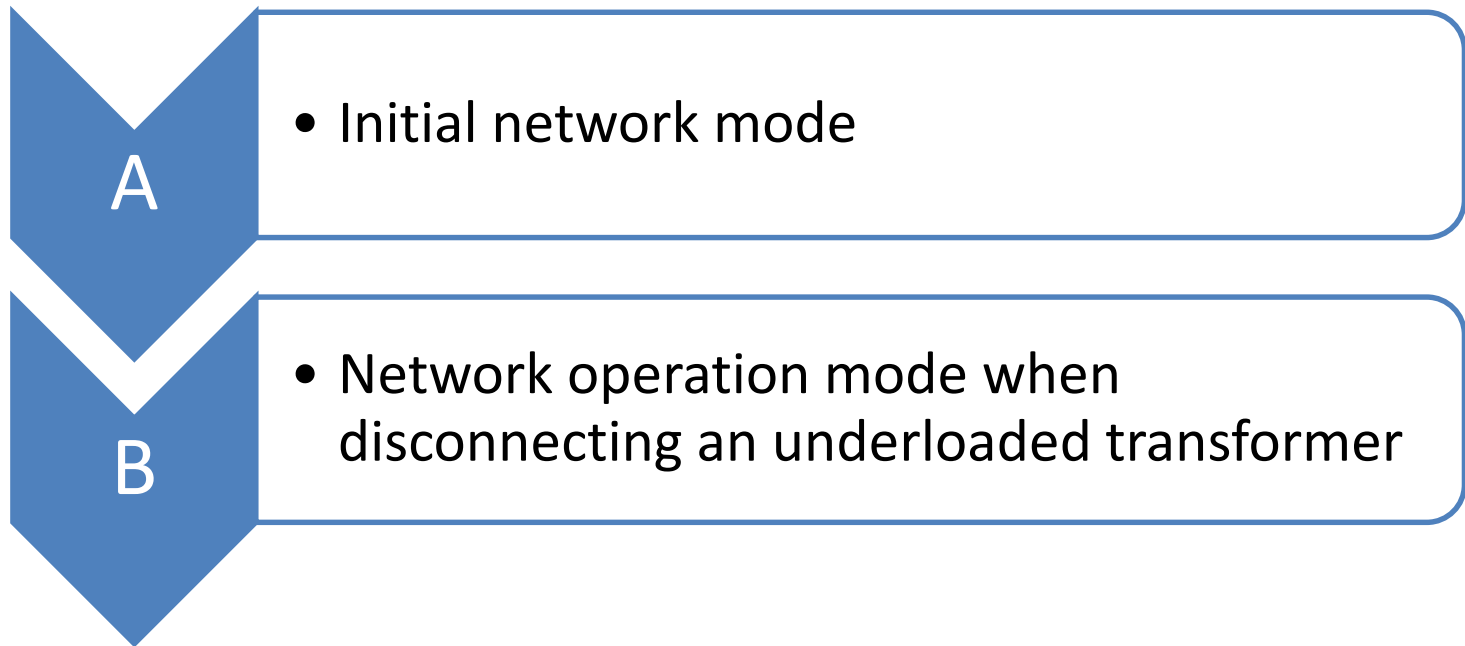 A
• Initial network mode
B
• Network operation mode when
disconnecting an underloaded transformer